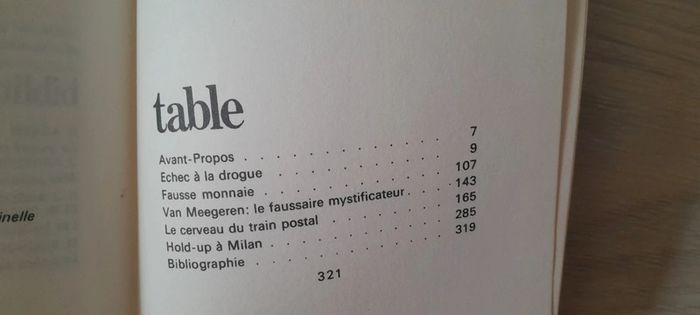 table
Avant-Propos . . . . . . . . . . . . 7
Echec à la drogue . . . . . . . . . . 9
Fausse monnaie . . . . . . . . . . 107
Van Meegeren: le faussaire mystificateur . . . 143
Le cerveau du train postal . . . . . . . 165
Hold-up à Milan . . . . . . . . . . 285
Bibliographie . . . . . . . . . . . 319
321
inelle